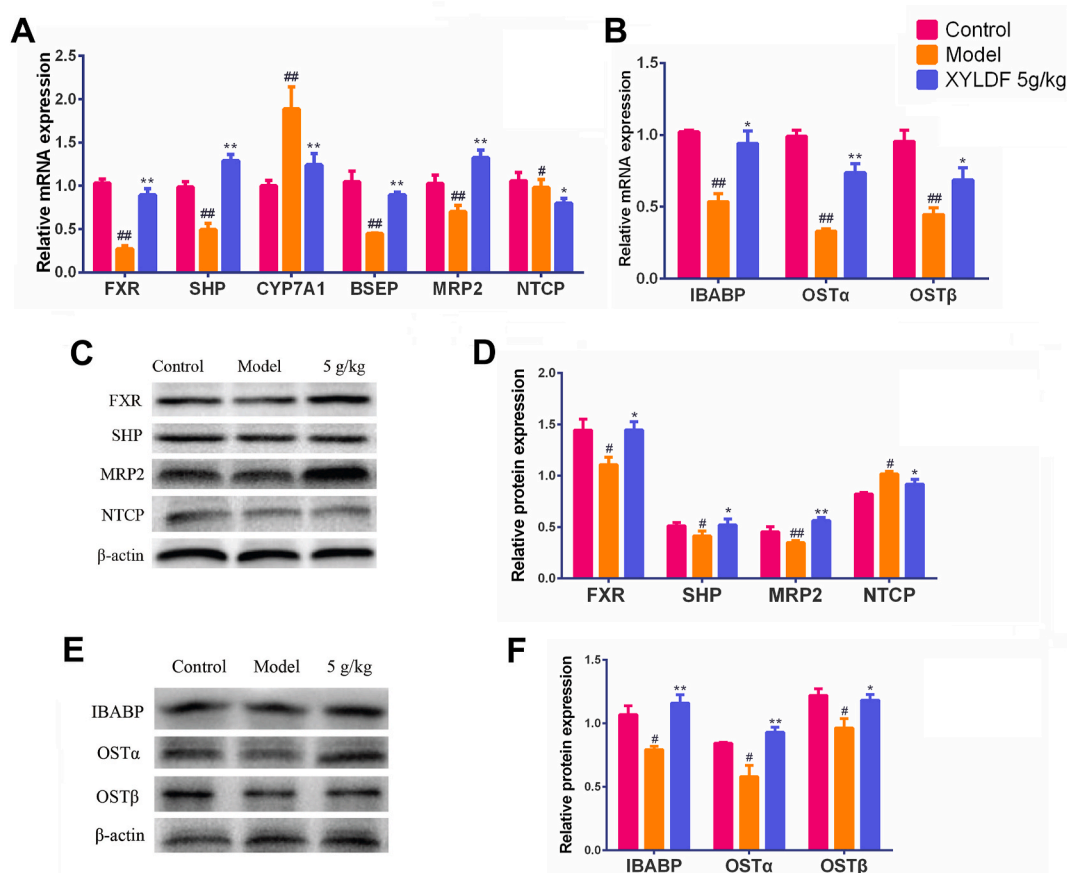 A
Relative mRNA expression
2.5
2.0
1.5
1.0
0.5
0.0
## ** ## ** ## ** ## ** ## ** # *
FXR SHP CYP7A1 BSEP MRP2 NTCP
B
Control
Model
XYLDF 5g/kg
Relative mRNA expression
1.5
1.0
0.5
0.0
## * ## ** ## *
IBABP OSTα OSTβ
C
Control Model 5 g/kg
FXR
SHP
MRP2
NTCP
β-actin
D
Relative protein expression
2.0
1.5
1.0
0.5
0.0
# * # * ## ** # *
FXR SHP MRP2 NTCP
E
Control Model 5 g/kg
IBABP
OSTα
OSTβ
β-actin
F
Relative protein expression
1.5
1.0
0.5
0.0
# ** # ** # *
IBABP OSTα OSTβ